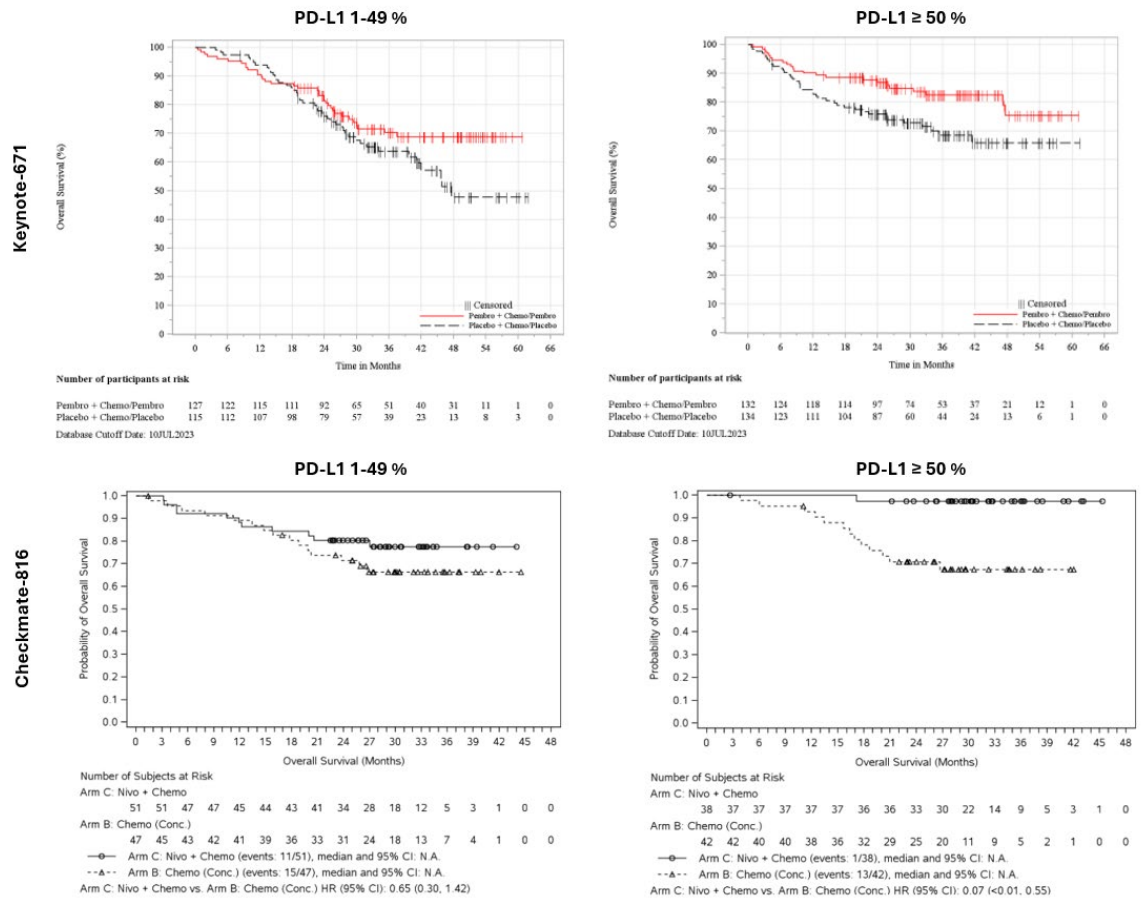 PD-L1 1-49 %
PD-L1 ≥ 50 %
Keynote-671
Overall Survival (%)
100
90
80
70
60
50
40
30
20
10
0
||| Censored
Pembro + Chemo/Pembro
Placebo + Chemo/Placebo
0 6 12 18 24 30 36 42 48 54 60 66
Time in Months
Number of participants at risk
Pembro + Chemo/Pembro 127 122 115 111 92 65 51 40 31 11 1 0
Placebo + Chemo/Placebo 115 112 107 98 79 57 39 23 13 8 3 0
Database Cutoff Date: 10JUL2023
Overall Survival (%)
100
90
80
70
60
50
40
30
20
10
0
||| Censored
Pembro + Chemo/Pembro
Placebo + Chemo/Placebo
0 6 12 18 24 30 36 42 48 54 60 66
Time in Months
Number of participants at risk
Pembro + Chemo/Pembro 132 124 118 114 97 74 53 37 21 12 1 0
Placebo + Chemo/Placebo 134 123 111 104 87 60 44 24 13 6 1 0
Database Cutoff Date: 10JUL2023
PD-L1 1-49 %
PD-L1 ≥ 50 %
Checkmate-816
Probability of Overall Survival
1.0
0.9
0.8
0.7
0.6
0.5
0.4
0.3
0.2
0.1
0.0
0 3 6 9 12 15 18 21 24 27 30 33 36 39 42 45 48
Overall Survival (Months)
Number of Subjects at Risk
Arm C: Nivo + Chemo
51 51 47 47 45 44 43 41 34 28 18 12 5 3 1 0 0
Arm B: Chemo (Conc.)
47 45 43 42 41 39 36 33 31 24 18 13 7 4 1 0 0
Arm C: Nivo + Chemo (events: 11/51), median and 95% CI: N.A.
Arm B: Chemo (Conc.) (events: 15/47), median and 95% CI: N.A.
Arm C: Nivo + Chemo vs. Arm B: Chemo (Conc.) HR (95% CI): 0.65 (0.30, 1.42)
Probability of Overall Survival
1.0
0.9
0.8
0.7
0.6
0.5
0.4
0.3
0.2
0.1
0.0
0 3 6 9 12 15 18 21 24 27 30 33 36 39 42 45 48
Overall Survival (Months)
Number of Subjects at Risk
Arm C: Nivo + Chemo
38 37 37 37 37 37 36 36 33 30 22 14 9 5 3 1 0
Arm B: Chemo (Conc.)
42 42 40 40 38 36 32 29 25 20 11 9 5 2 1 0 0
Arm C: Nivo + Chemo (events: 1/38), median and 95% CI: N.A.
Arm B: Chemo (Conc.) (events: 13/42), median and 95% CI: N.A.
Arm C: Nivo + Chemo vs. Arm B: Chemo (Conc.) HR (95% CI): 0.07 (<0.01, 0.55)